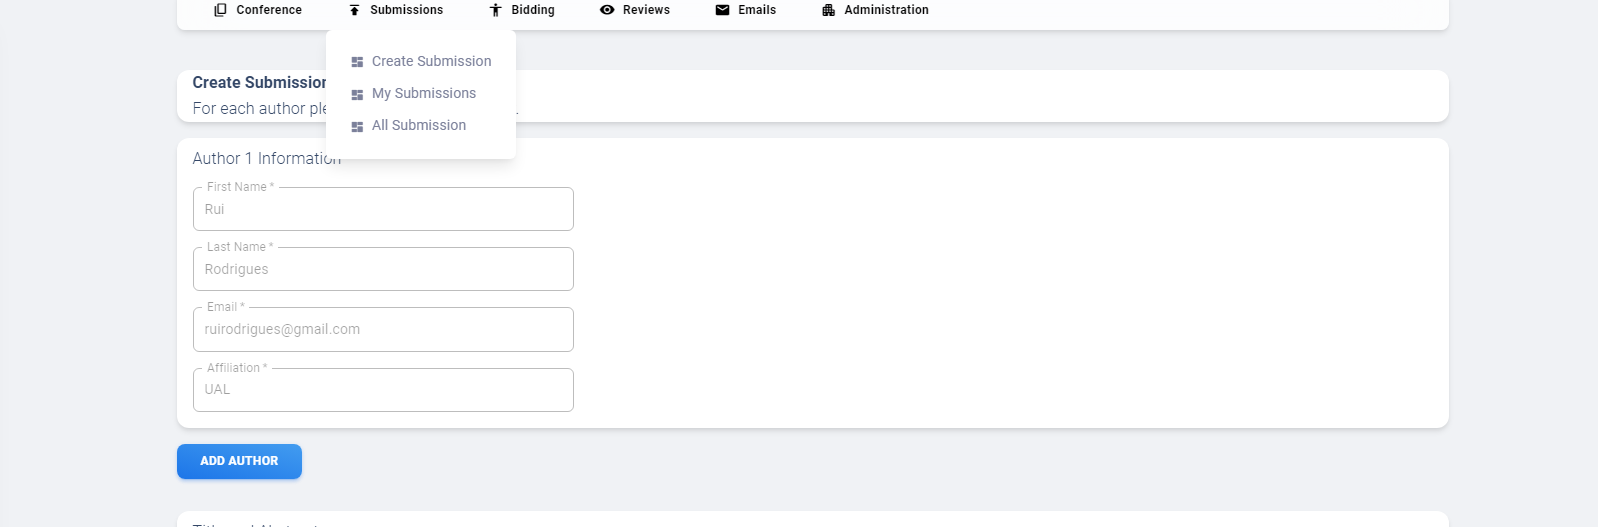 Conference Submissions Bidding Reviews Emails Administration
Create Submission
My Submissions
All Submission
Create Submission
For each author
.
Author 1 Information
First Name *
Rui
Last Name *
Rodrigues
Email *
ruirodrigues@gmail.com
Affiliation *
UAL
ADD AUTHOR